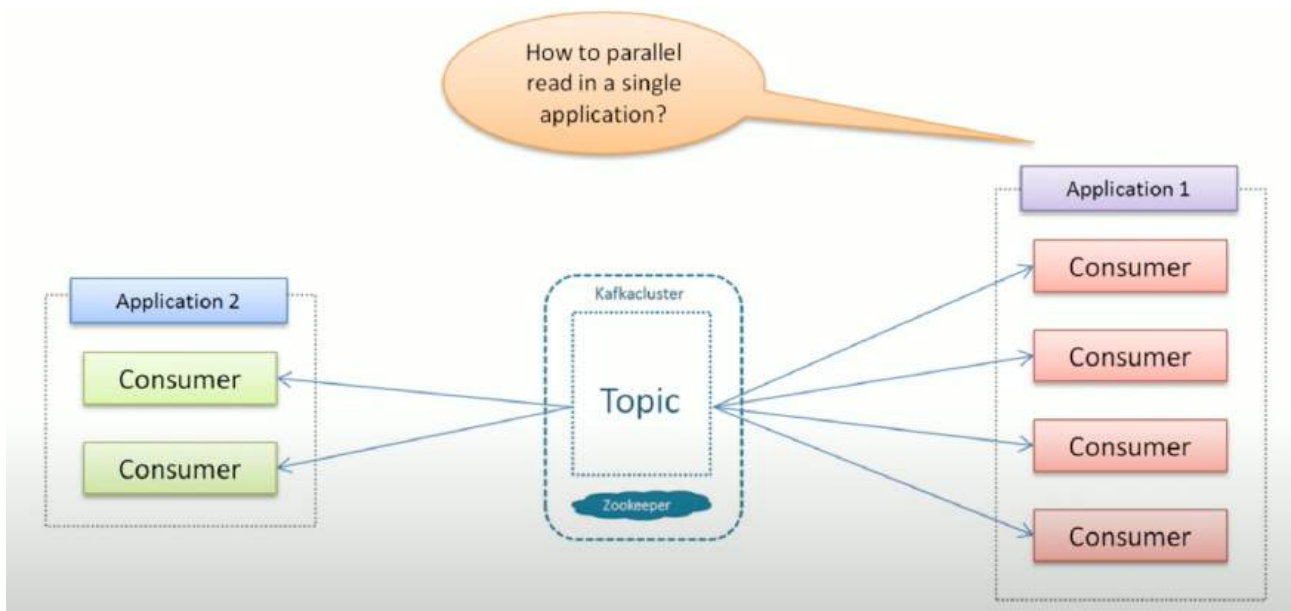 How to parallel
read in a single
application?
Application 1
Consumer
Consumer
Consumer
Consumer
Application 2
Consumer
Consumer
Kafkacluster
Topic
Zookeeper